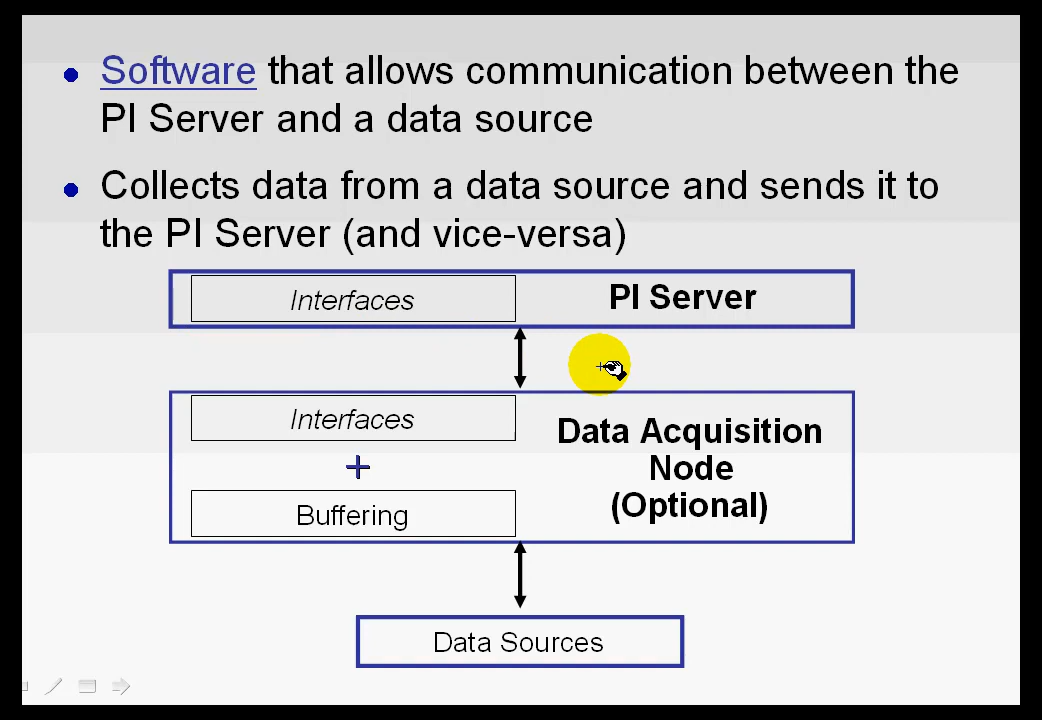 Software that allows communication between the
PI Server and a data source
Collects data from a data source and sends it to
the PI Server (and vice-versa)
Interfaces
PI Server
Interfaces
Data Acquisition
Node
(Optional)
+
Buffering
Data Sources